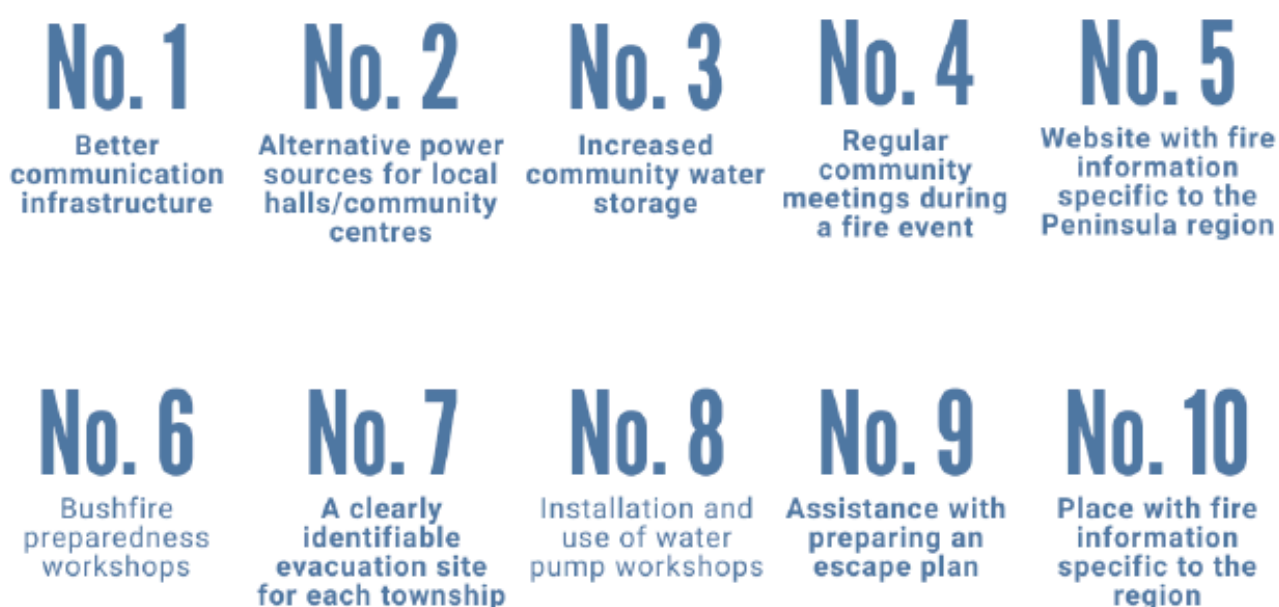 No. 1
Better
communication
infrastructure
No. 2
Alternative power
sources for local
halls/community
centres
No. 3
Increased
community water
storage
No. 4
Regular
community
meetings during
a fire event
No. 5
Website with fire
information
specific to the
Peninsula region
No. 6
Bushfire
preparedness
workshops
No. 7
A clearly
identifiable
evacuation site
for each township
No. 8
Installation and
use of water
pump workshops
No. 9
Assistance with
preparing an
escape plan
No. 10
Place with fire
information
specific to the
region